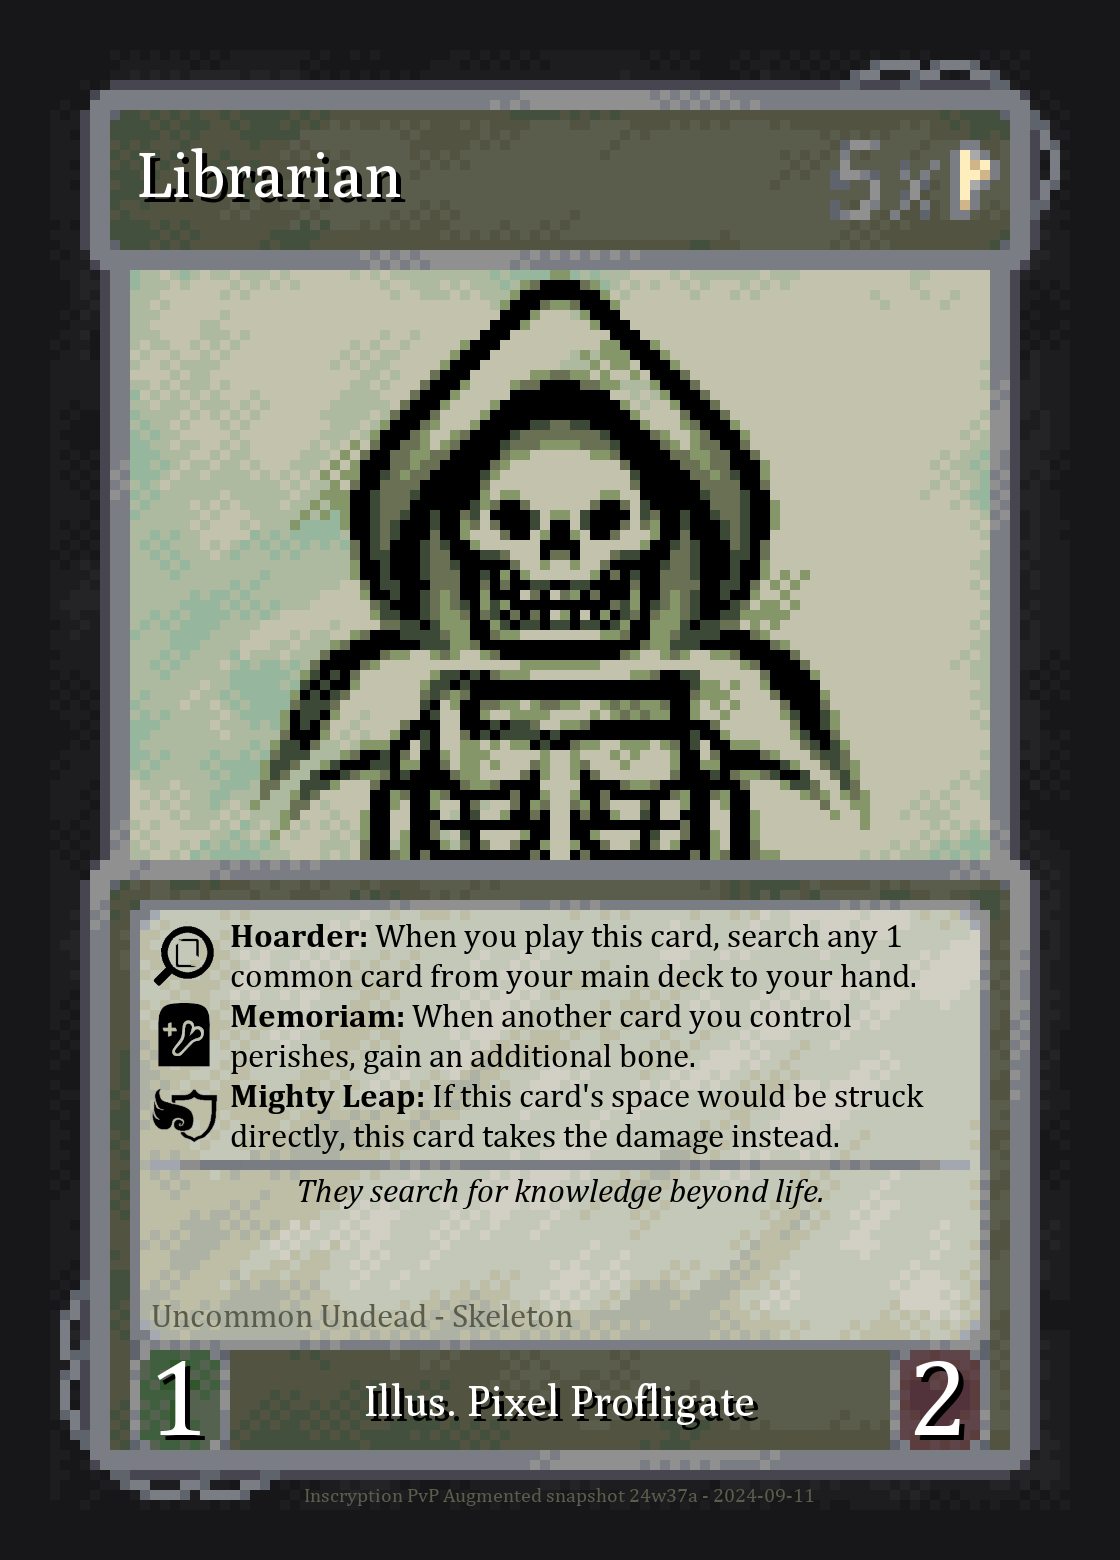 Librarian
5x
Hoarder: When you play this card, search any 1
common card from your main deck to your hand.
Memoriam: When another card you control
perishes, gain an additional bone.
Mighty Leap: If this card's space would be struck
directly, this card takes the damage instead.
They search for knowledge beyond life.
Uncommon Undead - Skeleton
1
Illus. Pixel Profligate
2
Inscryption PvP Augmented snapshot 24w37a - 2024-09-11